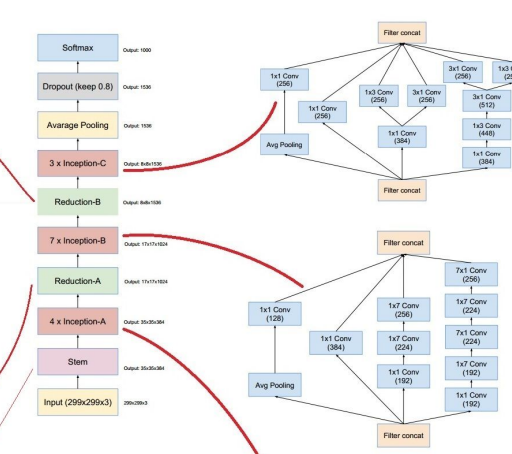 Softmax
Output: 1000
Dropout (keep 0.8)
Output: 1536
Avarage Pooling
Output: 1536
3 x Inception-C
Output: 8x8x1536
Reduction-B
Output: 8x8x1536
7 x Inception-B
Output: 17x17x1024
Reduction-A
Output: 17x17x1024
4 x Inception-A
Output: 35x35x384
Stem
Output: 35x35x384
Input (299x299x3)
299x299x3
Filter concat
1x1 Conv
(256)
1x1 Conv
(256)
Avg Pooling
1x3 Conv
(256)
3x1 Conv
(256)
1x1 Conv
(384)
3x1 Conv
(256)
3x1 Conv
(512)
1x3 Conv
(448)
1x1 Conv
(384)
1x3
Filter concat
Filter concat
1x1 Conv
(128)
Avg Pooling
1x1 Conv
(384)
1x7 Conv
(256)
1x7 Conv
(224)
1x1 Conv
(192)
7x1 Conv
(256)
1x7 Conv
(224)
7x1 Conv
(224)
1x7 Conv
(192)
1x1 Conv
(192)
Filter concat